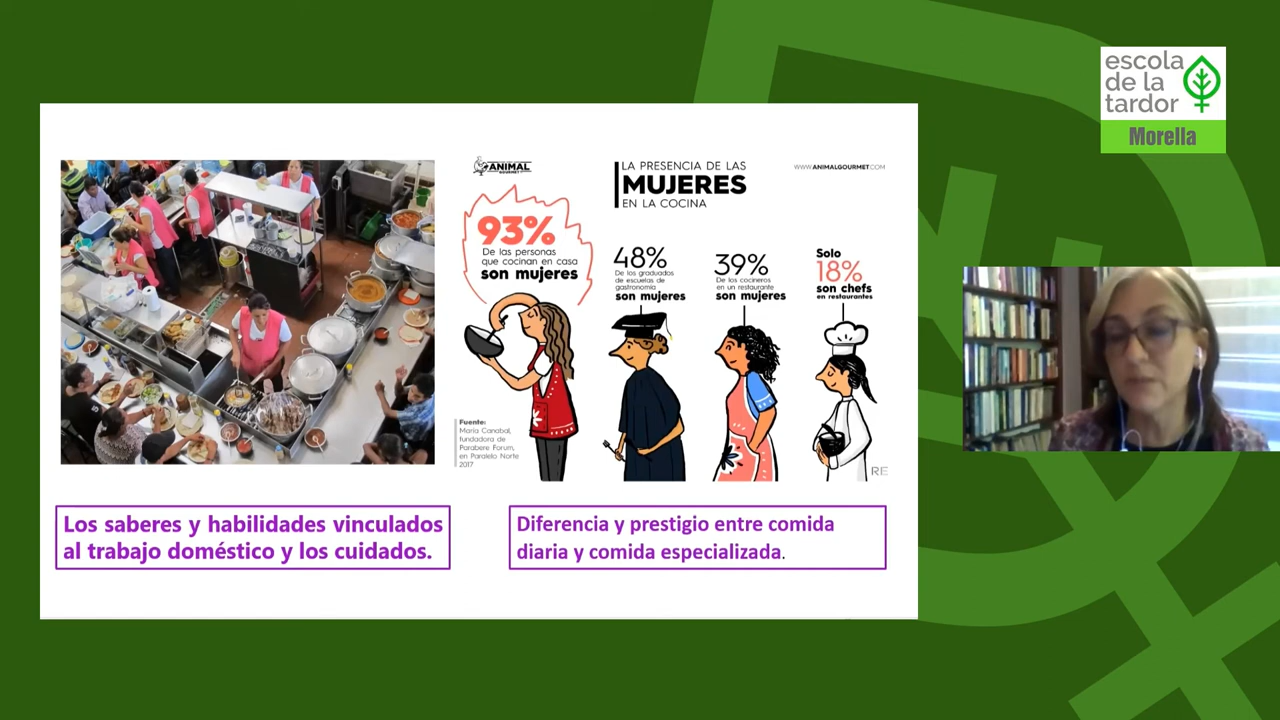 escola
de la
tardor
Morella
ANIMAL
GOURMET
LA PRESENCIA DE LAS
MUJERES
EN LA COCINA
WWW.ANIMALGOURMET.COM
93%
De las personas
que cocinan en casa
son mujeres
48%
De los graduados
de escuelas de
gastronomía
son mujeres
39%
De los cocineros
en un restaurante
son mujeres
Solo
18%
son chefs
en restaurantes
Fuente:
María Canabal,
fundadora de
Parabere Forum,
en Paralelo Norte
2017
RE
Los saberes y habilidades vinculados
al trabajo doméstico y los cuidados.
Diferencia y prestigio entre comida
diaria y comida especializada.